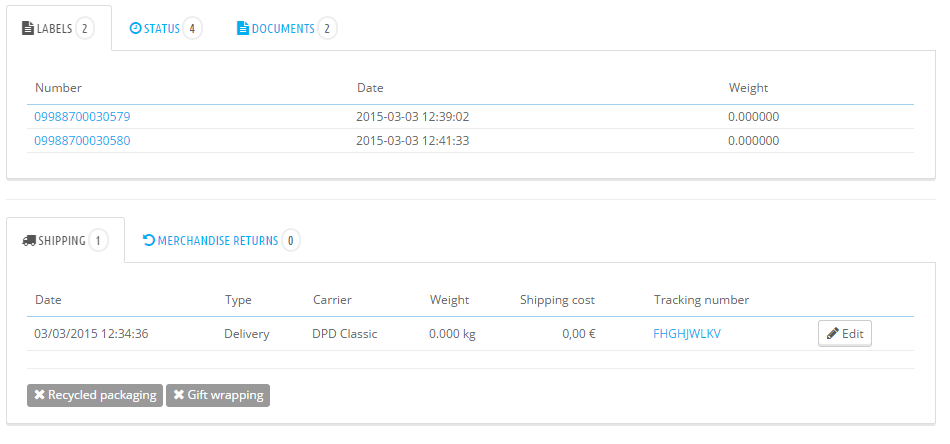 LABELS 2 STATUS 4 DOCUMENTS 2
Number Date Weight
09988700030579 2015-03-03 12:39:02 0.000000
09988700030580 2015-03-03 12:41:33 0.000000
SHIPPING 1 MERCHANDISE RETURNS 0
Date Type Carrier Weight Shipping cost Tracking number
03/03/2015 12:34:36 Delivery DPD Classic 0.000 kg 0,00 € FHGHJWLKV Edit
Recycled packaging Gift wrapping